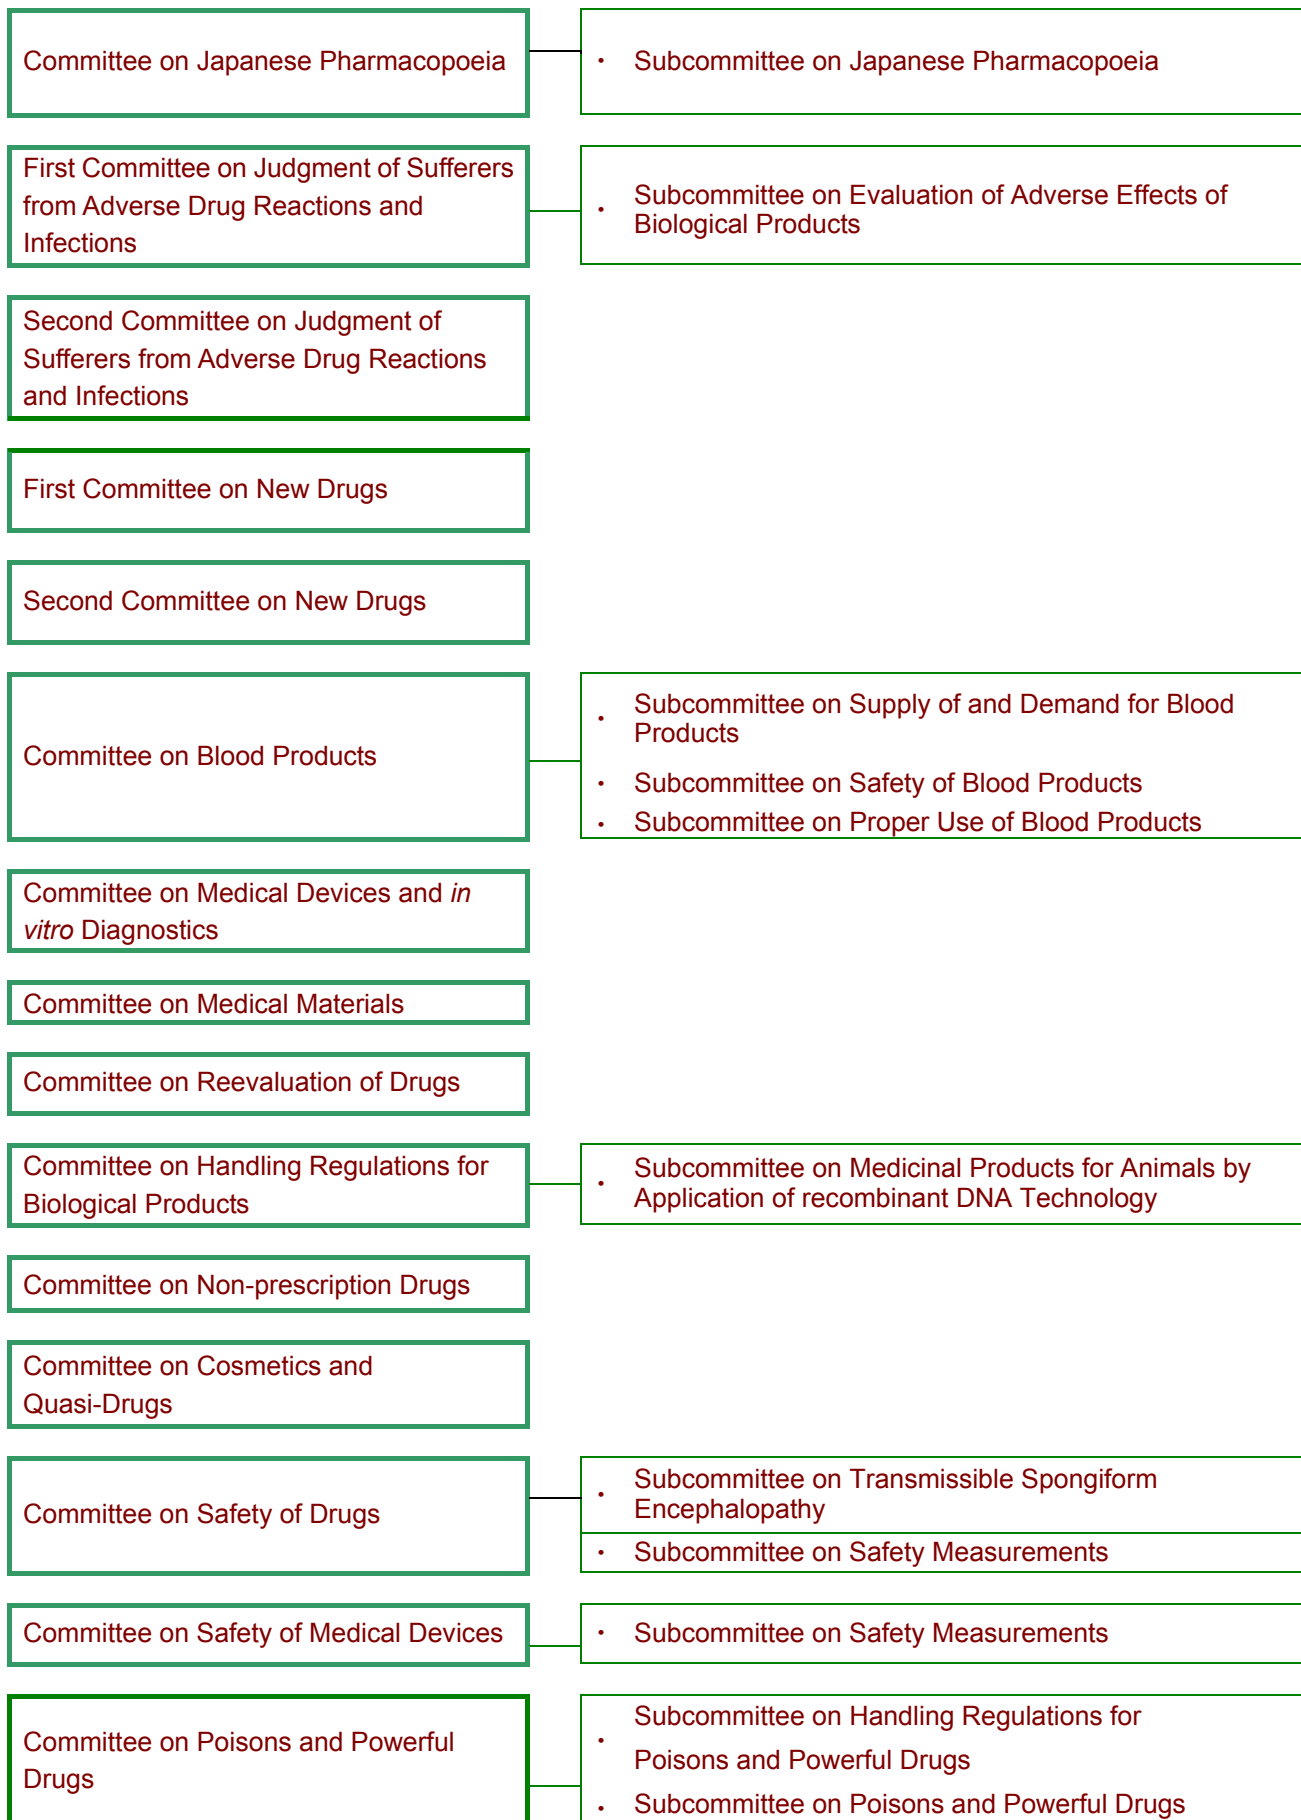 Committee on Japanese Pharmacopoeia
・ Subcommittee on Japanese Pharmacopoeia
First Committee on Judgment of Sufferers
from Adverse Drug Reactions and
Infections
・ Subcommittee on Evaluation of Adverse Effects of
Biological Products
Second Committee on Judgment of
Sufferers from Adverse Drug Reactions
and Infections
First Committee on New Drugs
Second Committee on New Drugs
Committee on Blood Products
・ Subcommittee on Supply of and Demand for Blood
Products
・ Subcommittee on Safety of Blood Products
・ Subcommittee on Proper Use of Blood Products
Committee on Medical Devices and in
vitro Diagnostics
Committee on Medical Materials
Committee on Reevaluation of Drugs
Committee on Handling Regulations for
Biological Products
・ Subcommittee on Medicinal Products for Animals by
Application of recombinant DNA Technology
Committee on Non-prescription Drugs
Committee on Cosmetics and
Quasi-Drugs
Committee on Safety of Drugs
・ Subcommittee on Transmissible Spongiform
Encephalopathy
・ Subcommittee on Safety Measurements
Committee on Safety of Medical Devices
・ Subcommittee on Safety Measurements
Committee on Poisons and Powerful
Drugs
・ Subcommittee on Handling Regulations for
Poisons and Powerful Drugs
・ Subcommittee on Poisons and Powerful Drugs